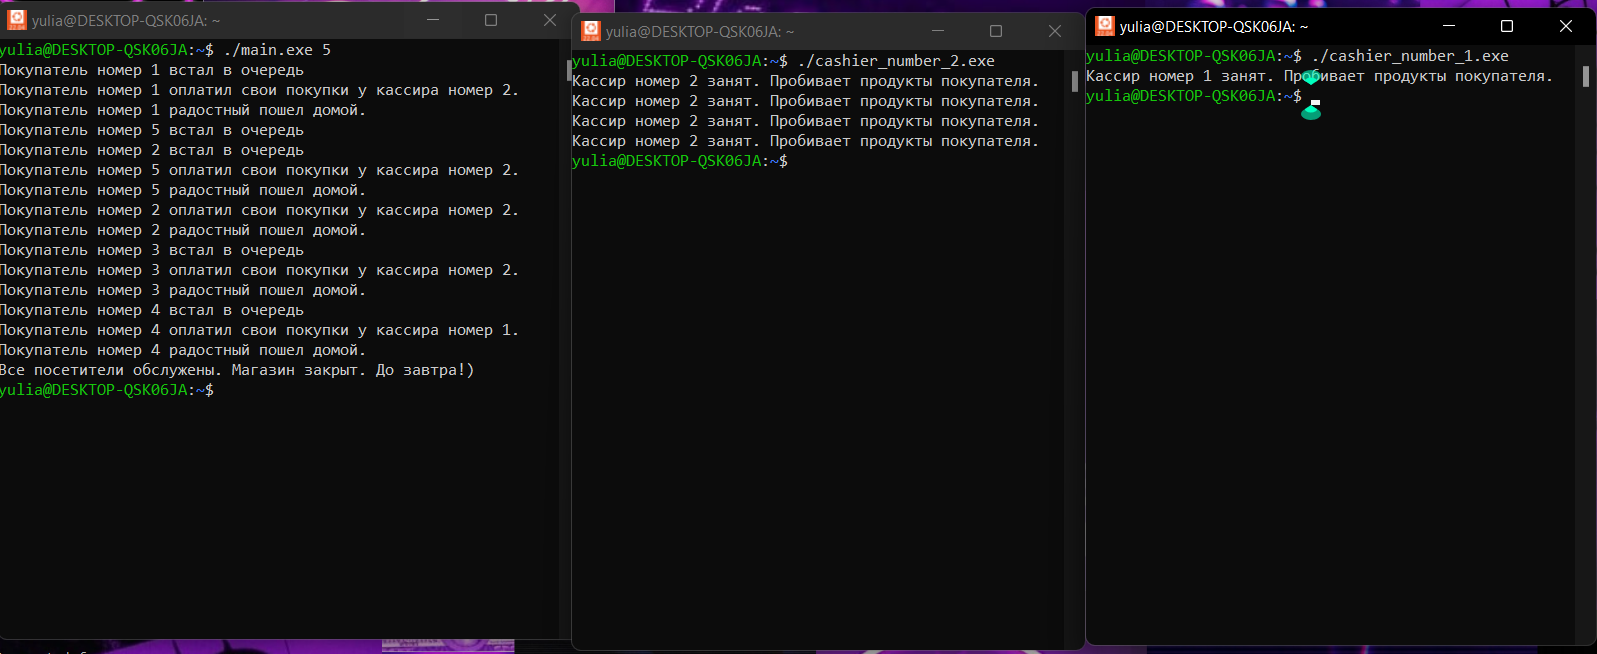 yulia@DESKTOP-QSK06JA: ~
yulia@DESKTOP-QSK06JA:~$ ./main.exe 5
Покупатель номер 1 встал в очередь
Покупатель номер 1 оплатил свои покупки у кассира номер 2.
Покупатель номер 1 радостный пошел домой.
Покупатель номер 5 встал в очередь
Покупатель номер 2 встал в очередь
Покупатель номер 5 оплатил свои покупки у кассира номер 2.
Покупатель номер 5 радостный пошел домой.
Покупатель номер 2 оплатил свои покупки у кассира номер 2.
Покупатель номер 2 радостный пошел домой.
Покупатель номер 3 встал в очередь
Покупатель номер 3 оплатил свои покупки у кассира номер 2.
Покупатель номер 3 радостный пошел домой.
Покупатель номер 4 встал в очередь
Покупатель номер 4 оплатил свои покупки у кассира номер 1.
Покупатель номер 4 радостный пошел домой.
Все посетители обслужены. Магазин закрыт. До завтра!)
yulia@DESKTOP-QSK06JA:~$
yulia@DESKTOP-QSK06JA: ~
yulia@DESKTOP-QSK06JA:~$ ./cashier_number_2.exe
Кассир номер 2 занят. Пробивает продукты покупателя.
Кассир номер 2 занят. Пробивает продукты покупателя.
Кассир номер 2 занят. Пробивает продукты покупателя.
Кассир номер 2 занят. Пробивает продукты покупателя.
yulia@DESKTOP-QSK06JA:~$
yulia@DESKTOP-QSK06JA: ~
yulia@DESKTOP-QSK06JA:~$ ./cashier_number_1.exe
Кассир номер 1 занят. Пробивает продукты покупателя.
yulia@DESKTOP-QSK06JA:~$